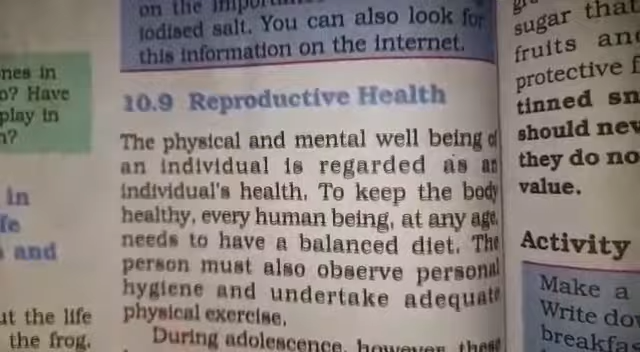 on the
iodised salt. You can also look for
this information on the internet.
nes in
o? Have
play in
n?
in
fe
and
ut the life
the frog.
10.9 Reproductive Health
The physical and mental well being of
an individual is regarded as an
individual's health. To keep the body
healthy, every human being, at any age,
needs to have a balanced diet. The
person must also observe personal
hygiene and undertake adequate
physical exercise.
During adolescence, however, these
sugar that
fruits and
protective f
tinned sn
should nev
they do no
value.
Activity
Make a
Write dow
breakfas